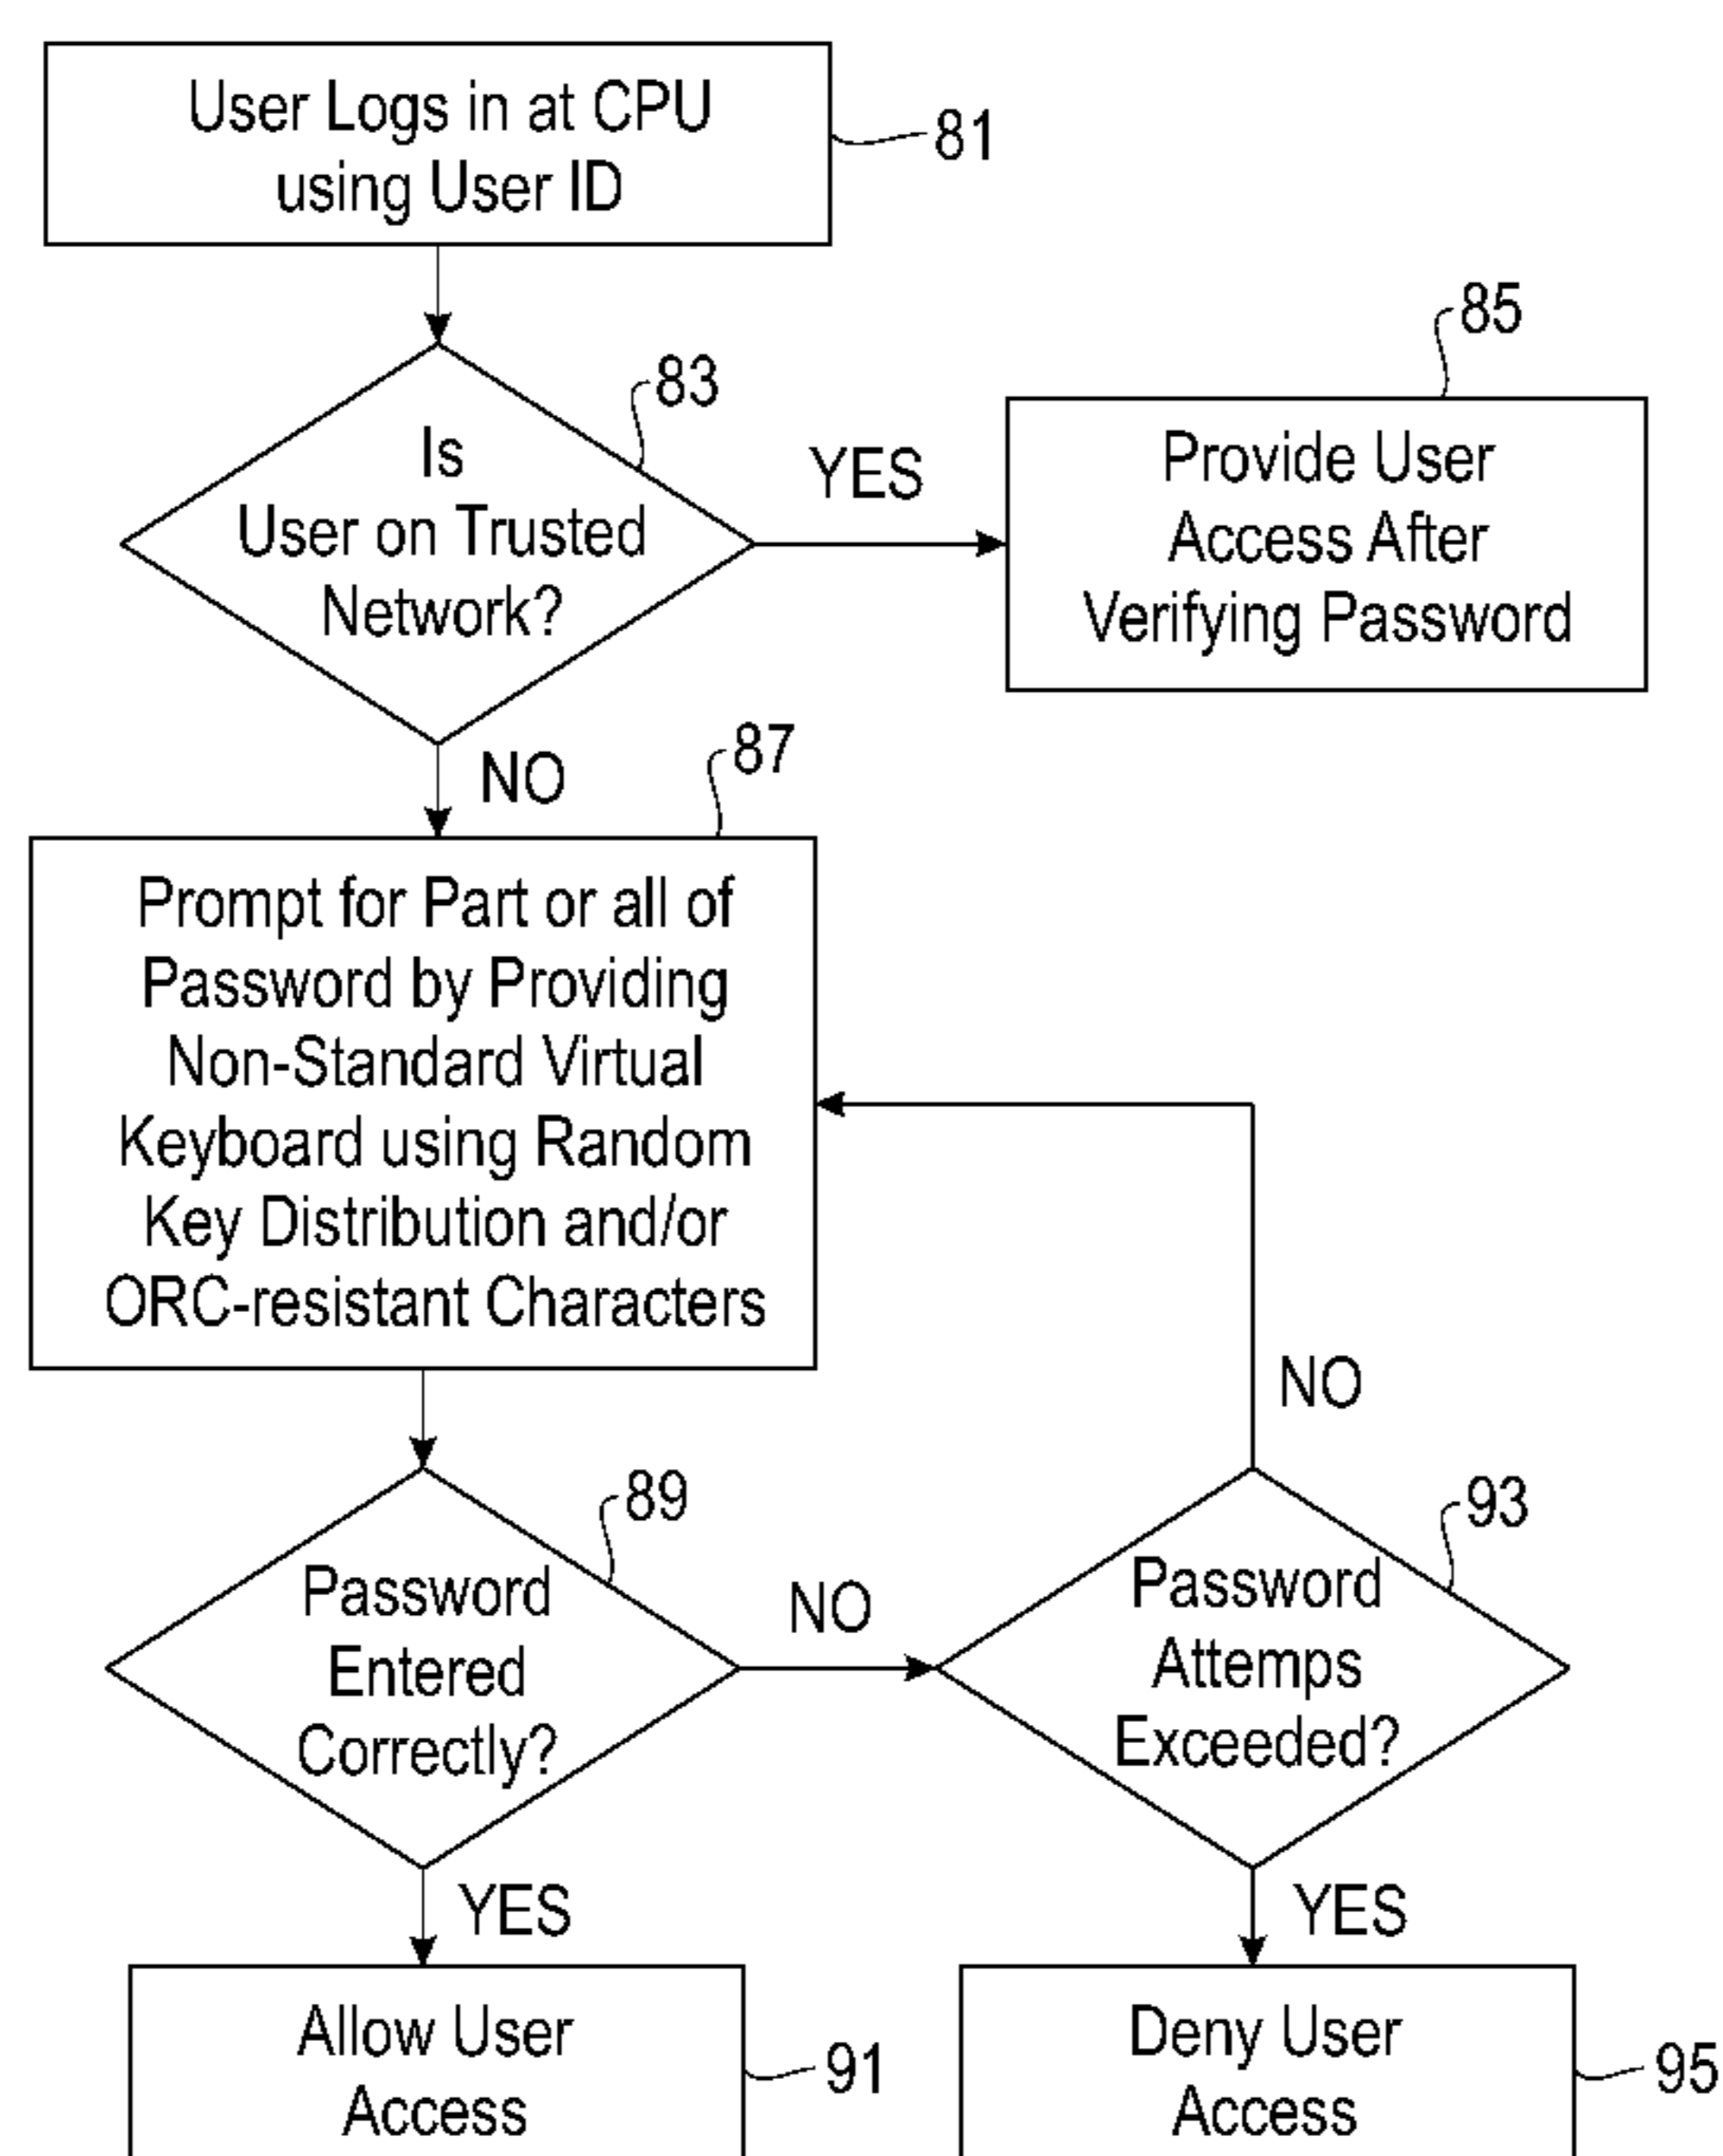 User Logs in at CPU
using User ID
81
85
83
Is
User on Trusted
Network?
YES
Provide User
Access After
Verifying Password
NO
87
Prompt for Part or all of
Password by Providing
Non-Standard Virtual
Keyboard using Random
Key Distribution and/or
ORC-resistant Characters
NO
89
Password
Entered
Correctly?
NO
93
Password
Attemps
Exceeded?
YES
YES
Allow User
Access
91
Deny User
Access
95